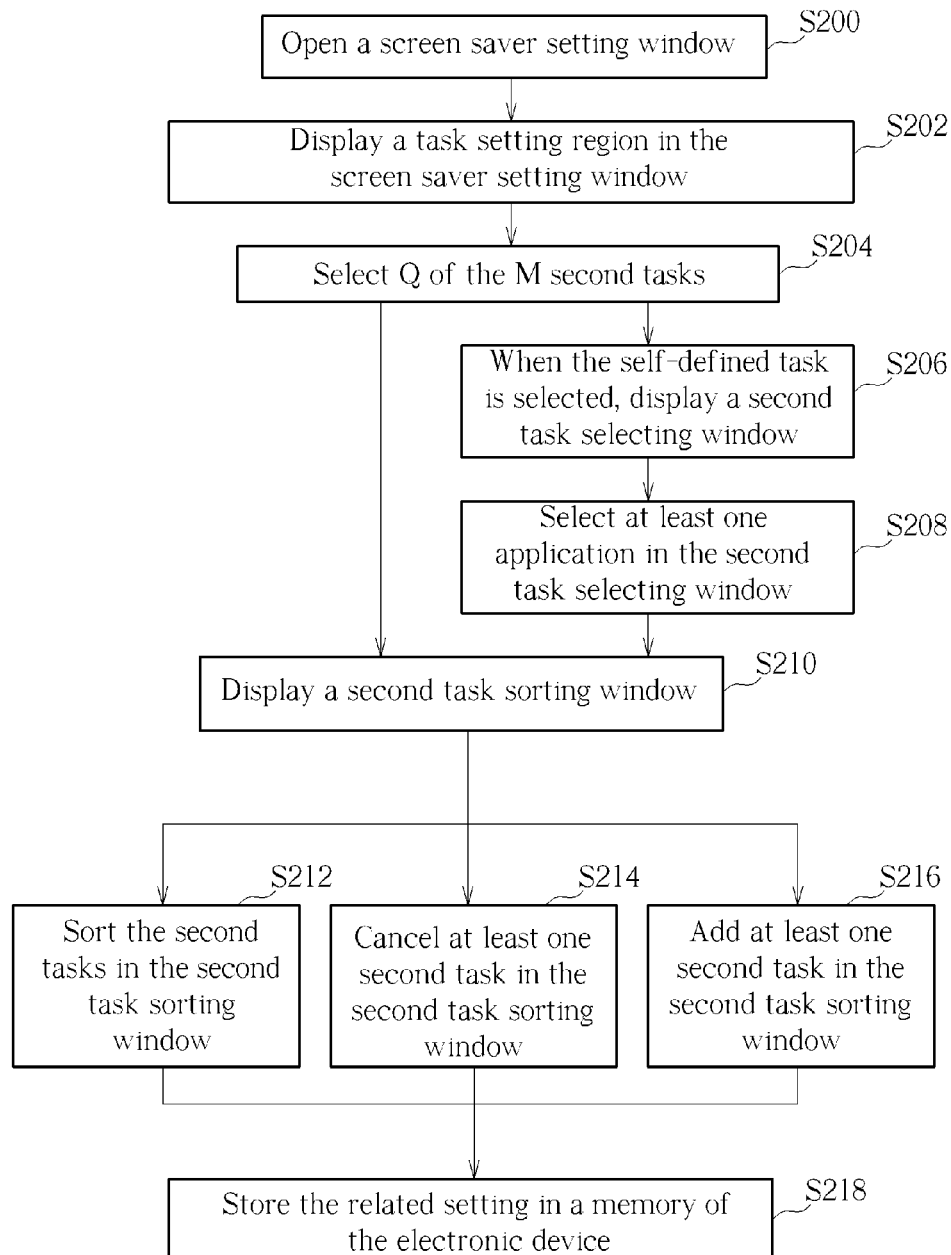 S200
Open a screen saver setting window
S202
Display a task setting region in the
screen saver setting window
S204
Select Q of the M second tasks
S206
When the self-defined task
is selected, display a second
task selecting window
S208
Select at least one
application in the second
task selecting window
S210
Display a second task sorting window
S212
Sort the second
tasks in the second
task sorting
window
S214
Cancel at least one
second task in the
second task sorting
window
S216
Add at least one
second task in the
second task sorting
window
S218
Store the related setting in a memory of
the electronic device